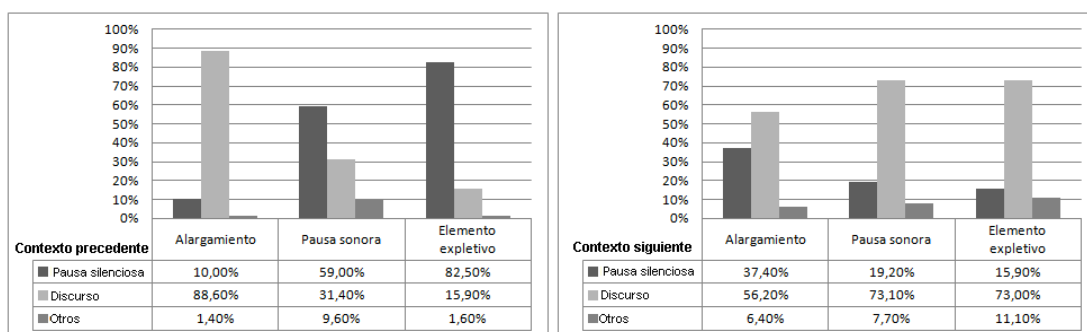 100%
90%
80%
70%
60%
50%
40%
30%
20%
10%
0%
Contexto precedente Alargamiento Pausa sonora Elemento expletivo
Pausa silenciosa 10,00% 59,00% 82,50%
Discurso 88,60% 31,40% 15,90%
Otros 1,40% 9,60% 1,60%
100%
90%
80%
70%
60%
50%
40%
30%
20%
10%
0%
Contexto siguiente Alargamiento Pausa sonora Elemento expletivo
Pausa silenciosa 37,40% 19,20% 15,90%
Discurso 56,20% 73,10% 73,00%
Otros 6,40% 7,70% 11,10%